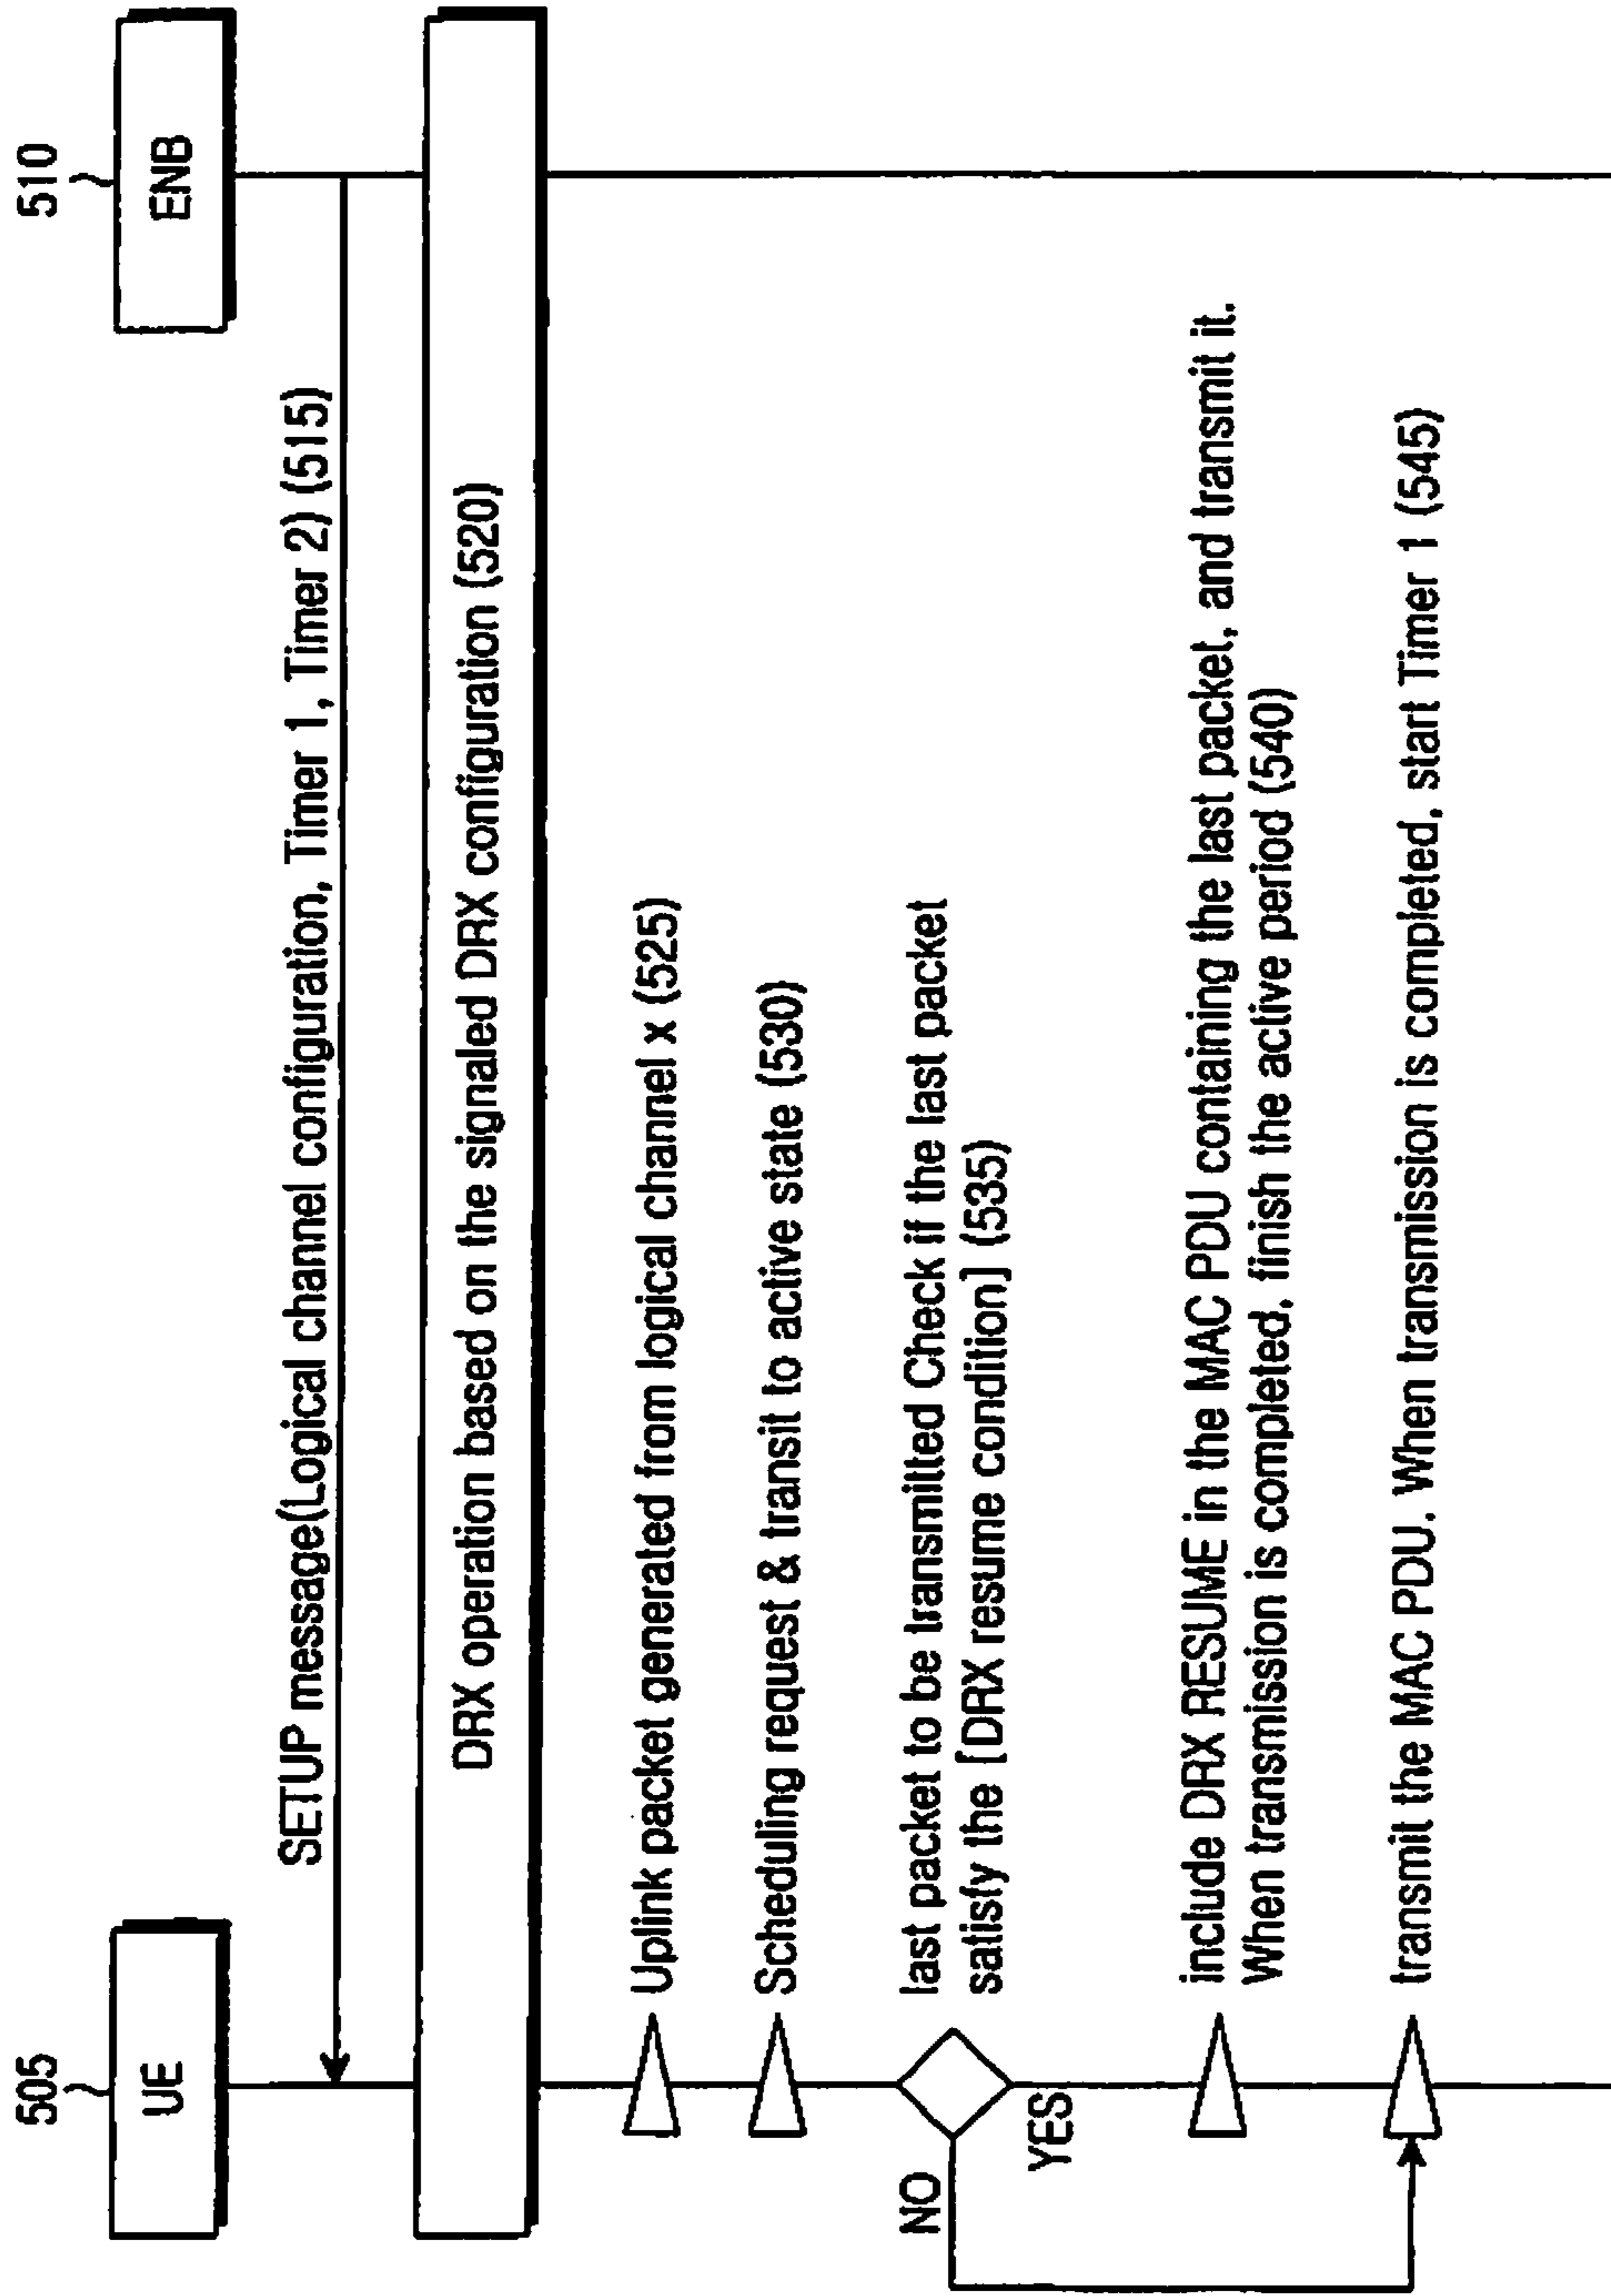 505
510
UE
ENB
SETUP message(Logical channel configuration, Timer 1, Timer 2) (515)
DRX operation based on the signaled DRX configuration (520)
Uplink packet generated from logical channel x (525)
Scheduling request & transit to active state (530)
last packet to be transmitted Check if the last packet
satisfy the [DRX resume condition] (535)
NO
YES
include DRX RESUME in the MAC PDU containing the last packet, and transmit it.
When transmission is completed, finish the active period (540)
transmit the MAC PDU. When transmission is completed, start Timer 1 (545)